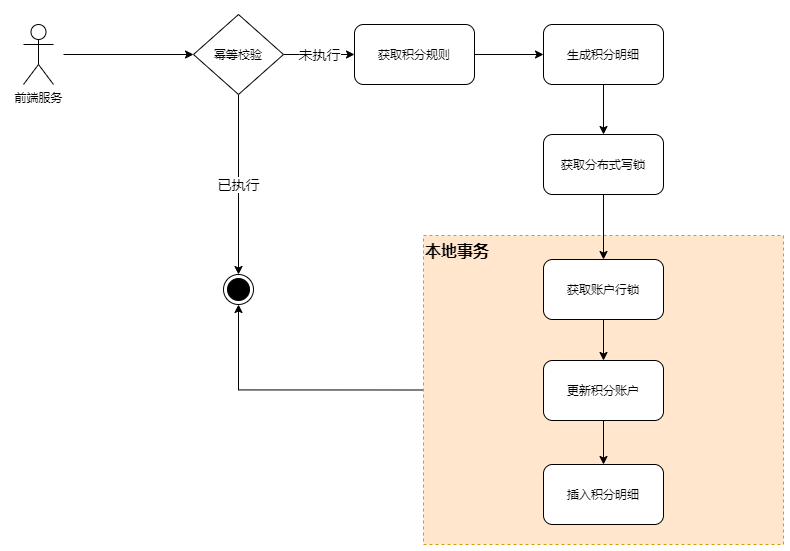 前端服务
幂等校验
未执行
获取积分规则
生成积分明细
获取分布式写锁
已执行
本地事务
获取账户行锁
更新积分账户
插入积分明细